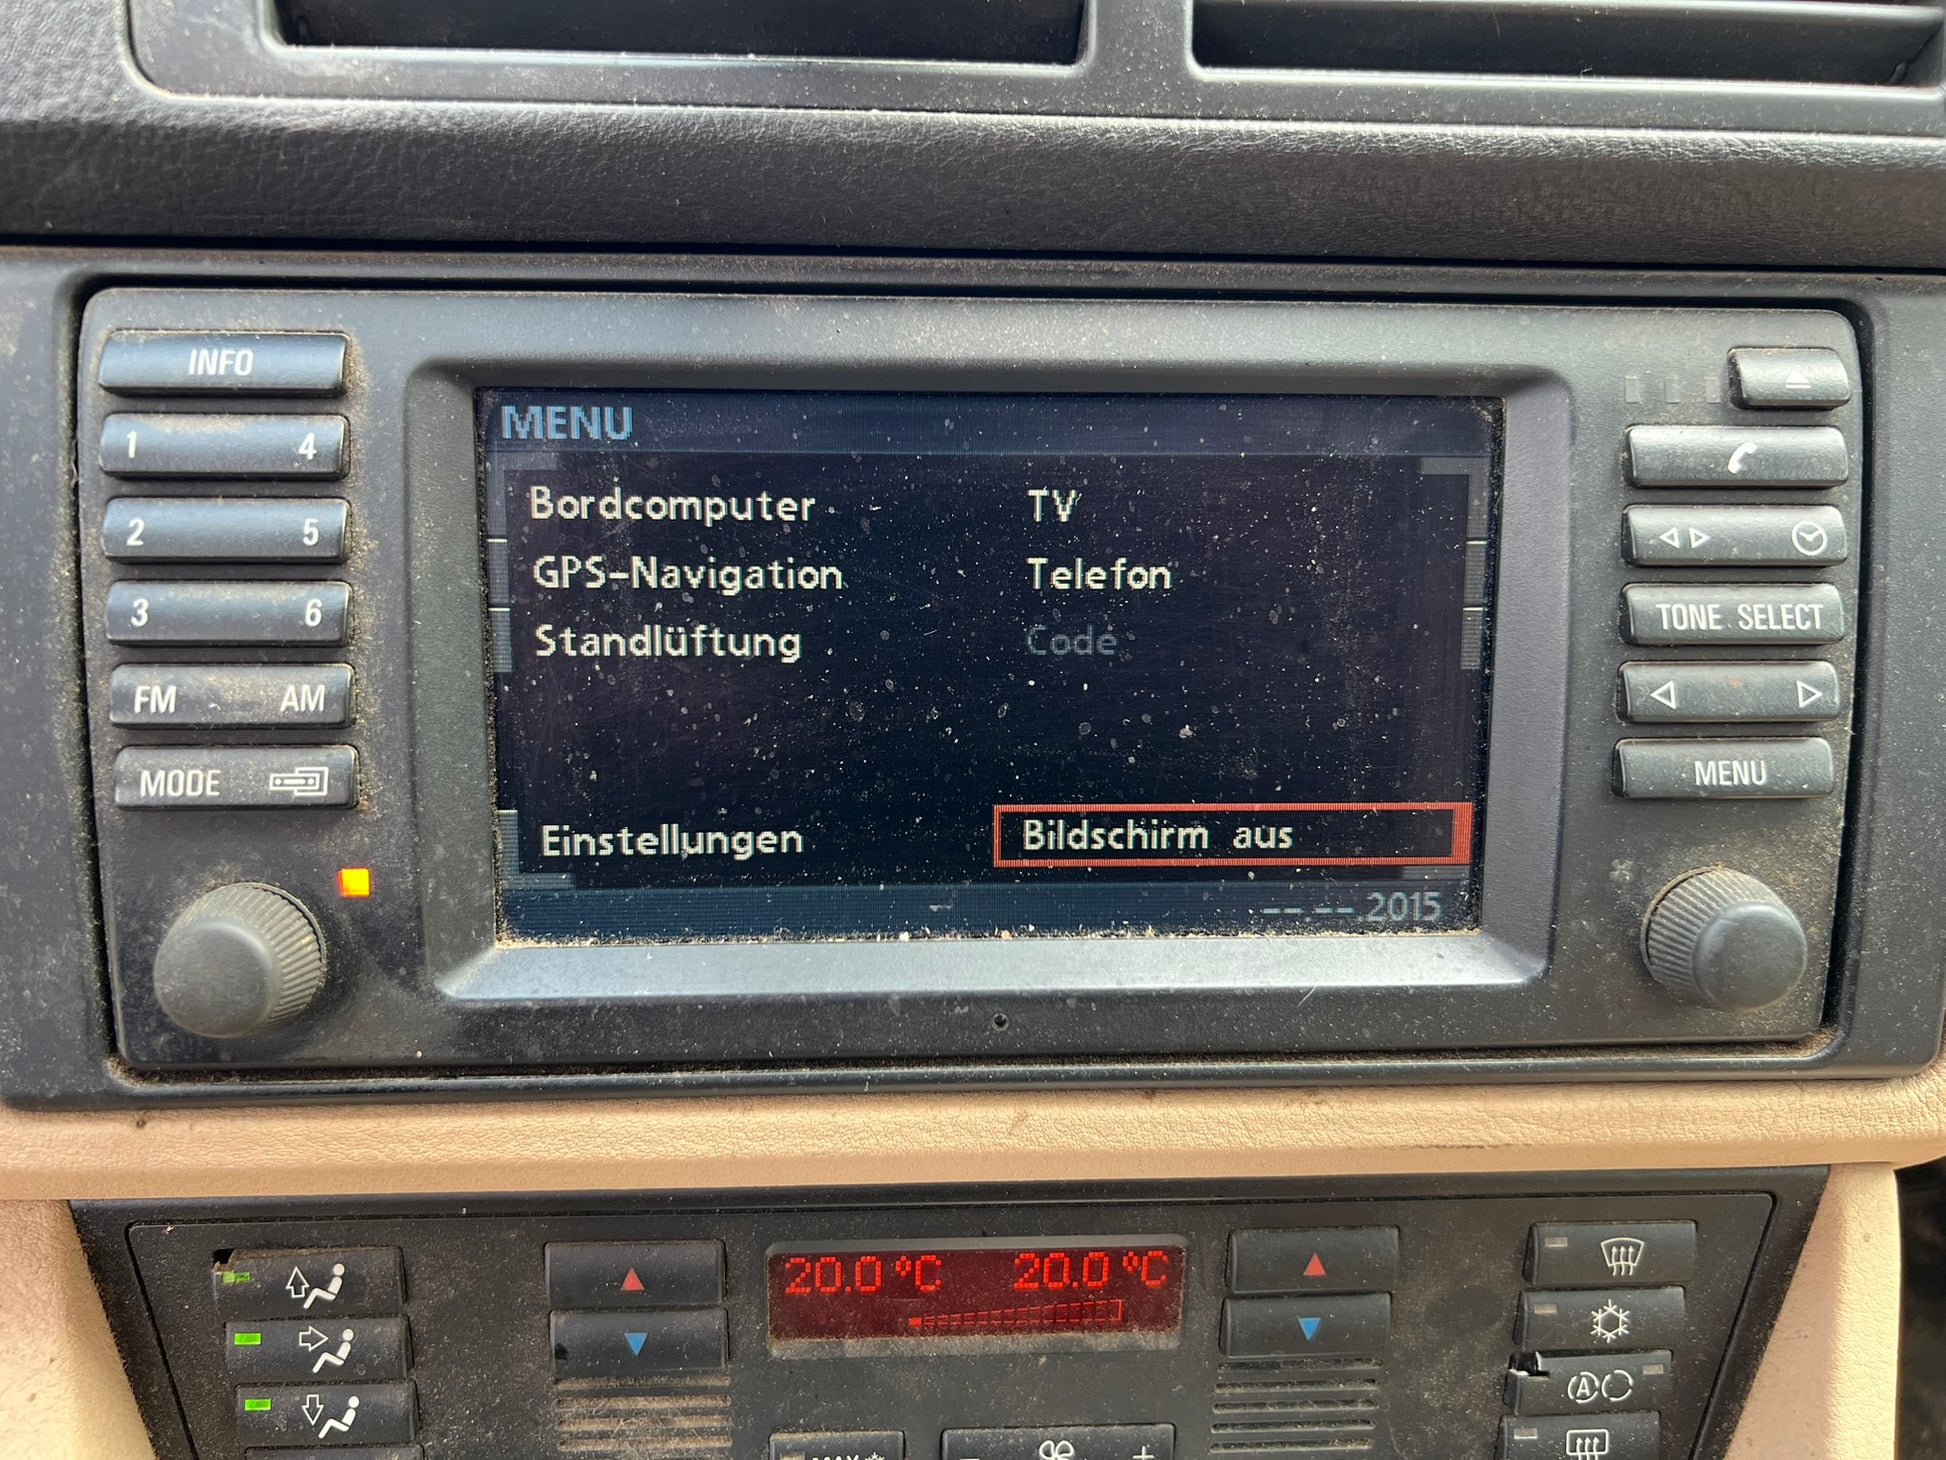 INFO
1 4
2 5
3 6
FM AM
MODE
MENU
Bordcomputer TV
GPS-Navigation Telefon
Standlüftung Code
Einstellungen Bildschirm aus
--.--.2015
TONE SELECT
MENU
20.0 °C 20.0 °C
A
MAX
- +